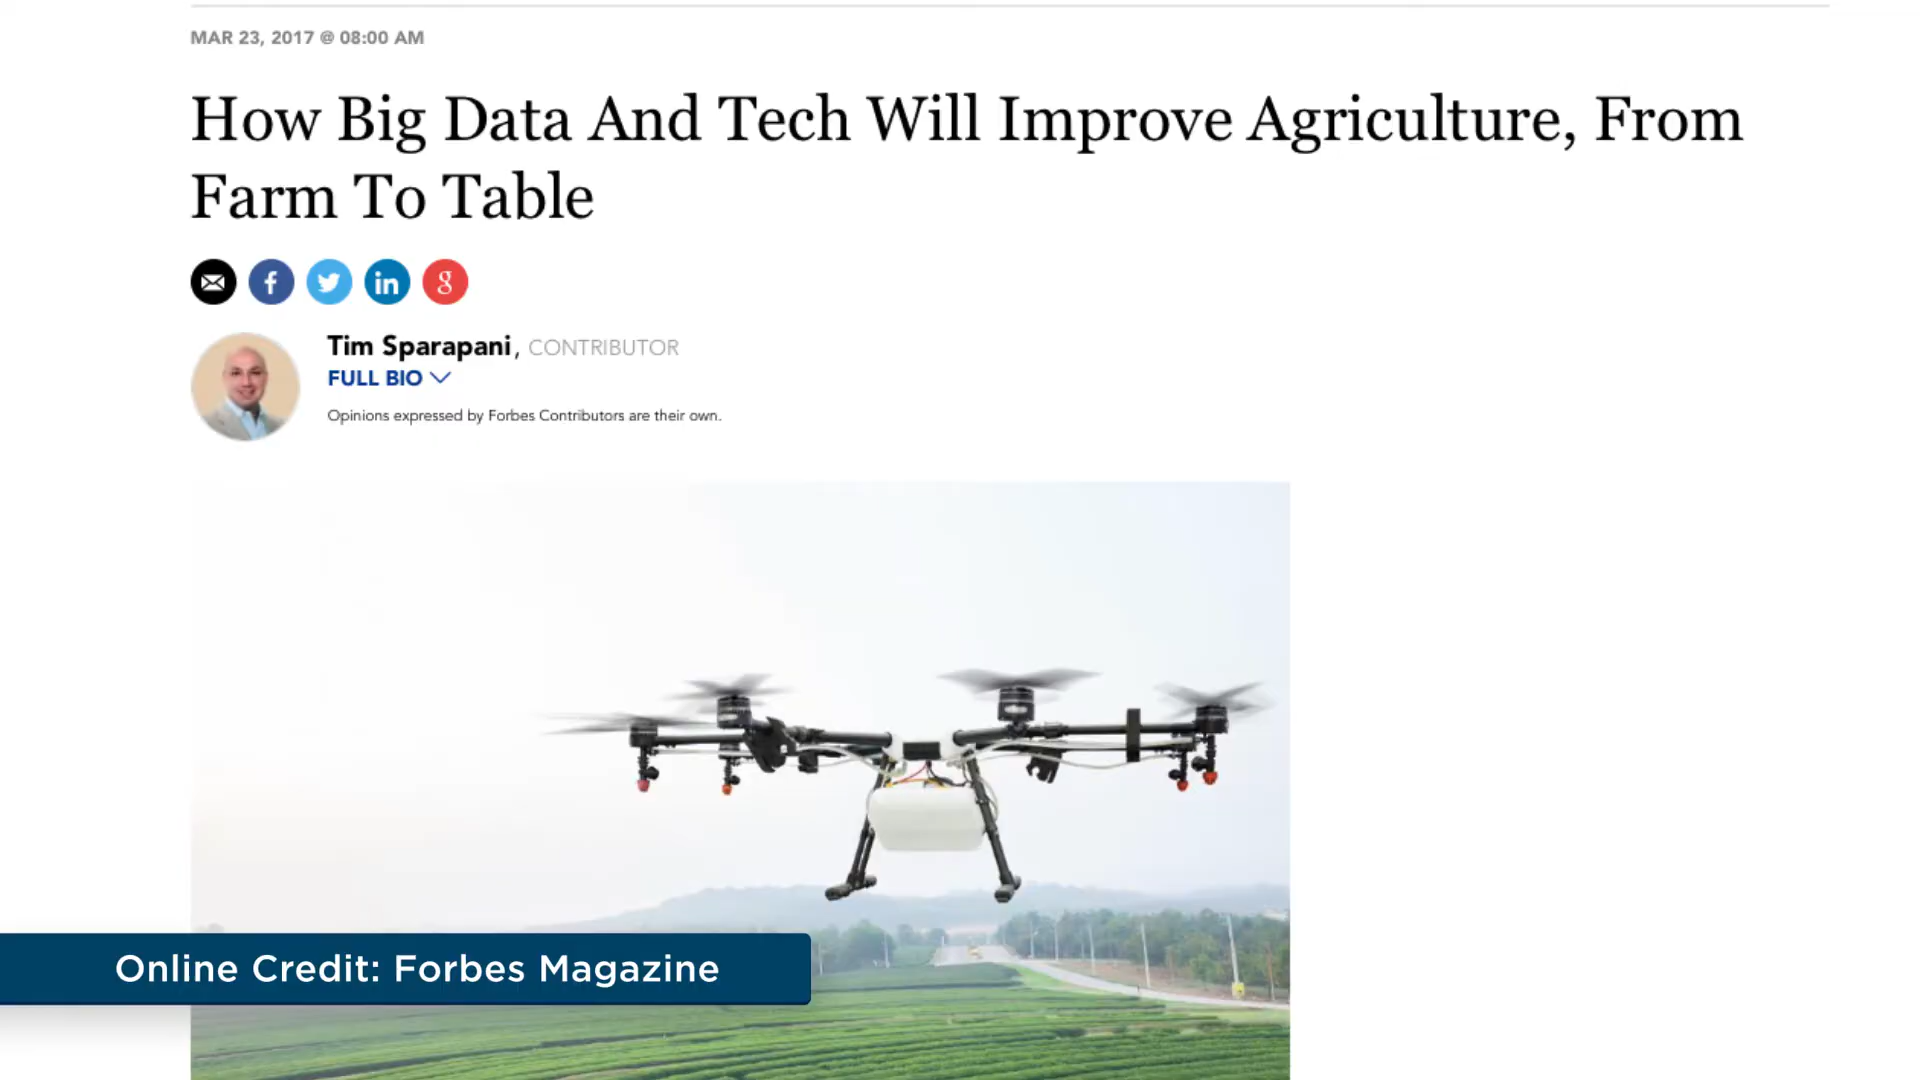 MAR 23, 2017 @ 08:00 AM
How Big Data And Tech Will Improve Agriculture, From
Farm To Table
f
in
g
Tim Sparapani, CONTRIBUTOR
FULL BIO
Opinions expressed by Forbes Contributors are their own.
Online Credit: Forbes Magazine